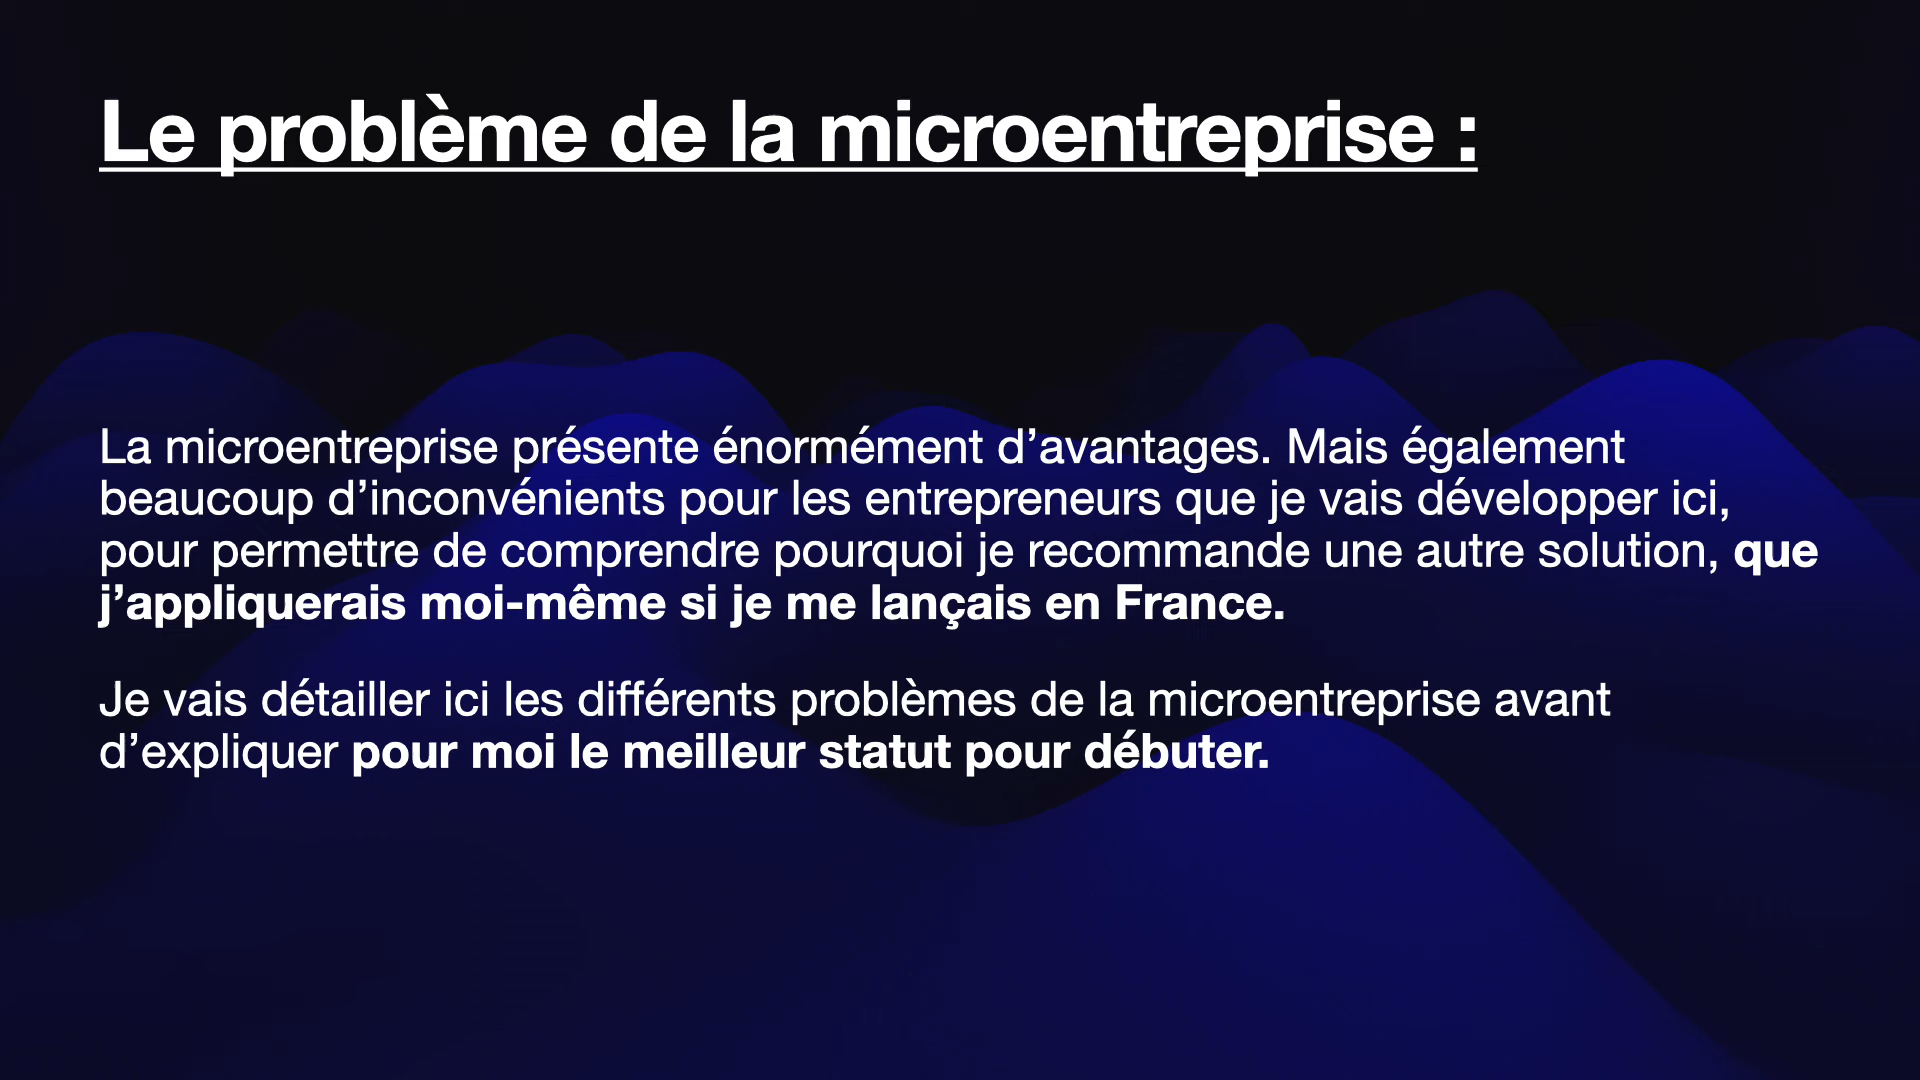 Le problème de la microentreprise :
La microentreprise présente énormément d’avantages. Mais également
beaucoup d’inconvénients pour les entrepreneurs que je vais développer ici,
pour permettre de comprendre pourquoi je recommande une autre solution, que
j’appliquerais moi-même si je me lançais en France.
Je vais détailler ici les différents problèmes de la microentreprise avant
d’expliquer pour moi le meilleur statut pour débuter.